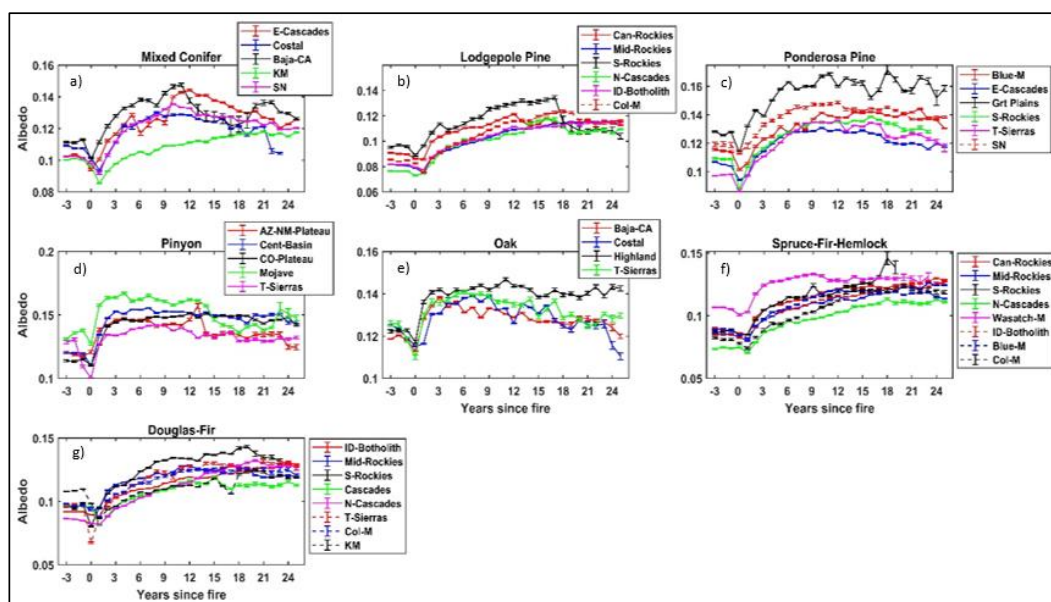 Mixed Conifer
a)
E-Cascades
Costal
Baja-CA
KM
SN
Albedo
0.16
0.14
0.12
0.1
0.08
-3 0 3 6 9 12 15 18 21 24
Lodgepole Pine
b)
Can-Rockies
Mid-Rockies
S-Rockies
N-Cascades
ID-Botholith
Col-M
0.16
0.14
0.12
0.1
0.08
-3 0 3 6 9 12 15 18 21 24
Ponderosa Pine
c)
Blue-M
E-Cascades
Grt Plains
S-Rockies
T-Sierras
SN
0.16
0.14
0.12
0.1
-3 0 3 6 9 12 15 18 21 24
Pinyon
d)
AZ-NM-Plateau
Cent-Basin
CO-Plateau
Mojave
T-Sierras
Albedo
0.2
0.15
0.1
-3 0 3 6 9 12 15 18 21 24
Oak
e)
Baja-CA
Costal
Highland
T-Sierras
0.16
0.14
0.12
0.1
-3 0 3 6 9 12 15 18 21 24
Years since fire
Spruce-Fir-Hemlock
f)
Can-Rockies
Mid-Rockies
S-Rockies
N-Cascades
Wasatch-M
ID-Botholith
Blue-M
Col-M
0.15
0.1
0.05
-3 0 3 6 9 12 15 18 21 24
Years since fire
Douglas-Fir
g)
ID-Botholith
Mid-Rockies
S-Rockies
Cascades
N-Cascades
T-Sierras
Col-M
KM
Albedo
0.15
0.1
0.05
-3 0 3 6 9 12 15 18 21 24
Years since fire